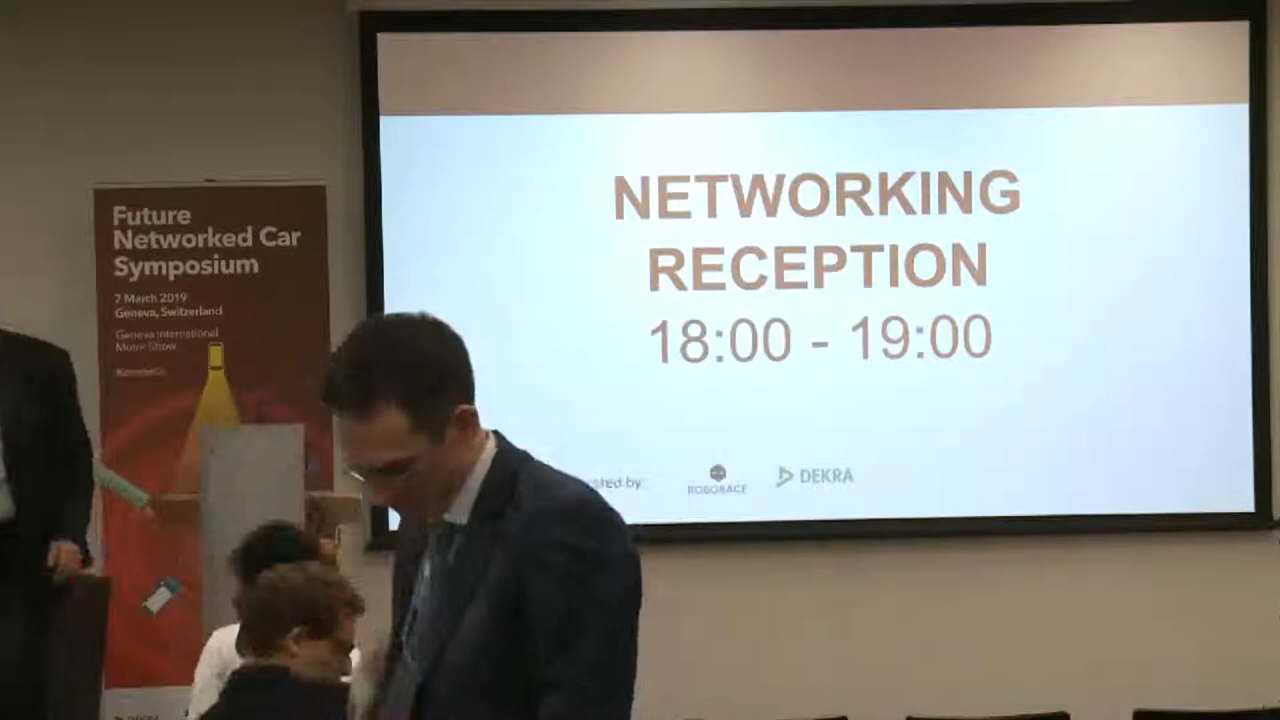 Future
Networked Car
Symposium
7 March 2019
Geneva, Switzerland
Geneva International
Motor Show
NETWORKING
RECEPTION
18:00 - 19:00
by
ROBORACE
DEKRA